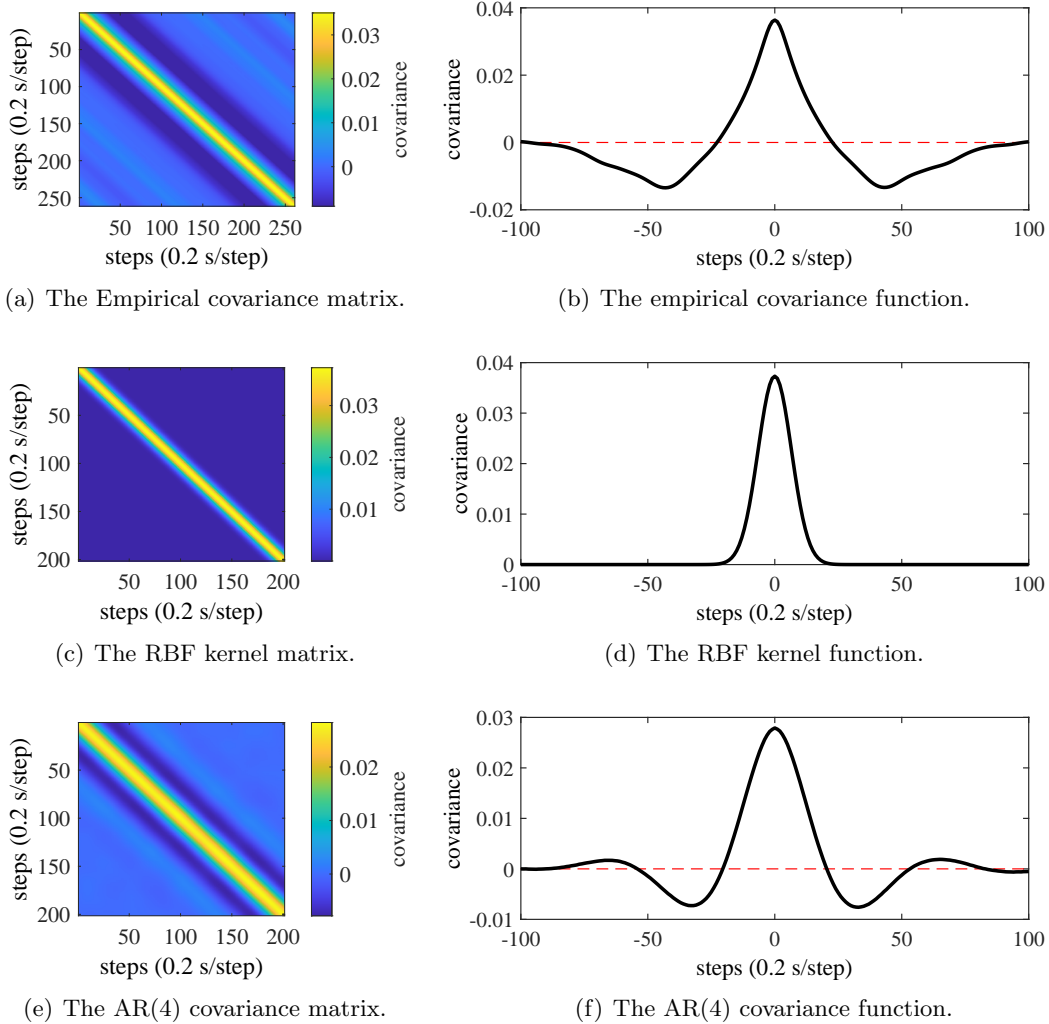 50
100
150
200
250
50 100 150 200 250
steps (0.2 s/step)
steps (0.2 s/step)
0.03
0.02
0.01
0
covariance
(a) The Empirical covariance matrix.
0.04
0.02
0
-0.02
covariance
-100 -50 0 50 100
steps (0.2 s/step)
(b) The empirical covariance function.
50
100
150
200
50 100 150 200
steps (0.2 s/step)
steps (0.2 s/step)
0.03
0.02
0.01
covariance
(c) The RBF kernel matrix.
0.04
0.03
0.02
0.01
0
covariance
-100 -50 0 50 100
steps (0.2 s/step)
(d) The RBF kernel function.
50
100
150
200
50 100 150 200
steps (0.2 s/step)
steps (0.2 s/step)
0.02
0.01
0
covariance
(e) The AR(4) covariance matrix.
0.03
0.02
0.01
0
-0.01
covariance
-100 -50 0 50 100
steps (0.2 s/step)
(f) The AR(4) covariance function.